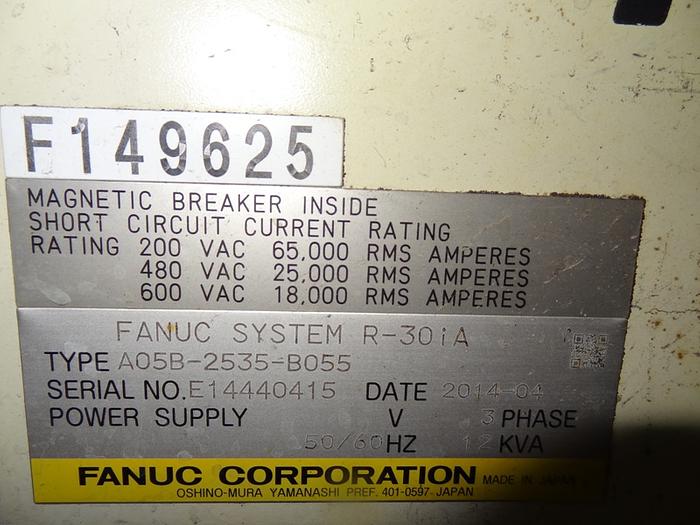 F149625
MAGNETIC BREAKER INSIDE
SHORT CIRCUIT CURRENT RATING
RATING 200 VAC 65,000 RMS AMPERES
480 VAC 25,000 RMS AMPERES
600 VAC 18,000 RMS AMPERES
FANUC SYSTEM R-30iA
TYPE A05B-2535-B055
SERIAL NO. E14440415 DATE 2014-04
POWER SUPPLY V 3 PHASE
50/60 HZ 12 KVA
FANUC CORPORATION MADE IN JAPAN
OSHINO-MURA YAMANASHI PREF. 401-0597 JAPAN